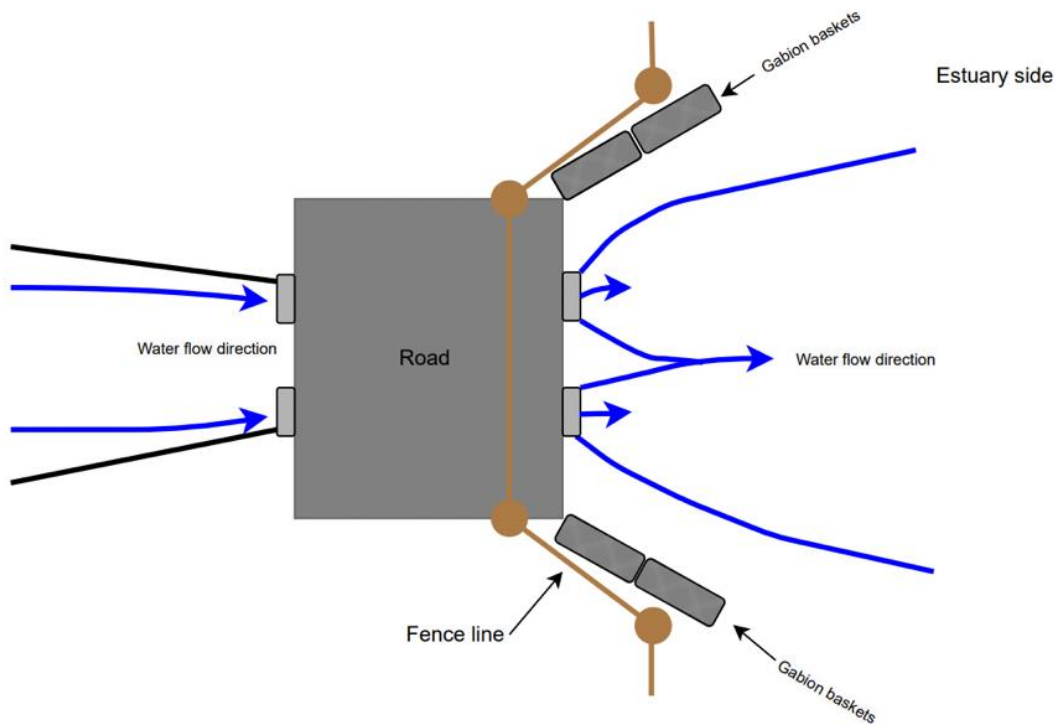 Gabion baskets
Estuary side
Water flow direction
Road
Water flow direction
Fence line
Gabion baskets